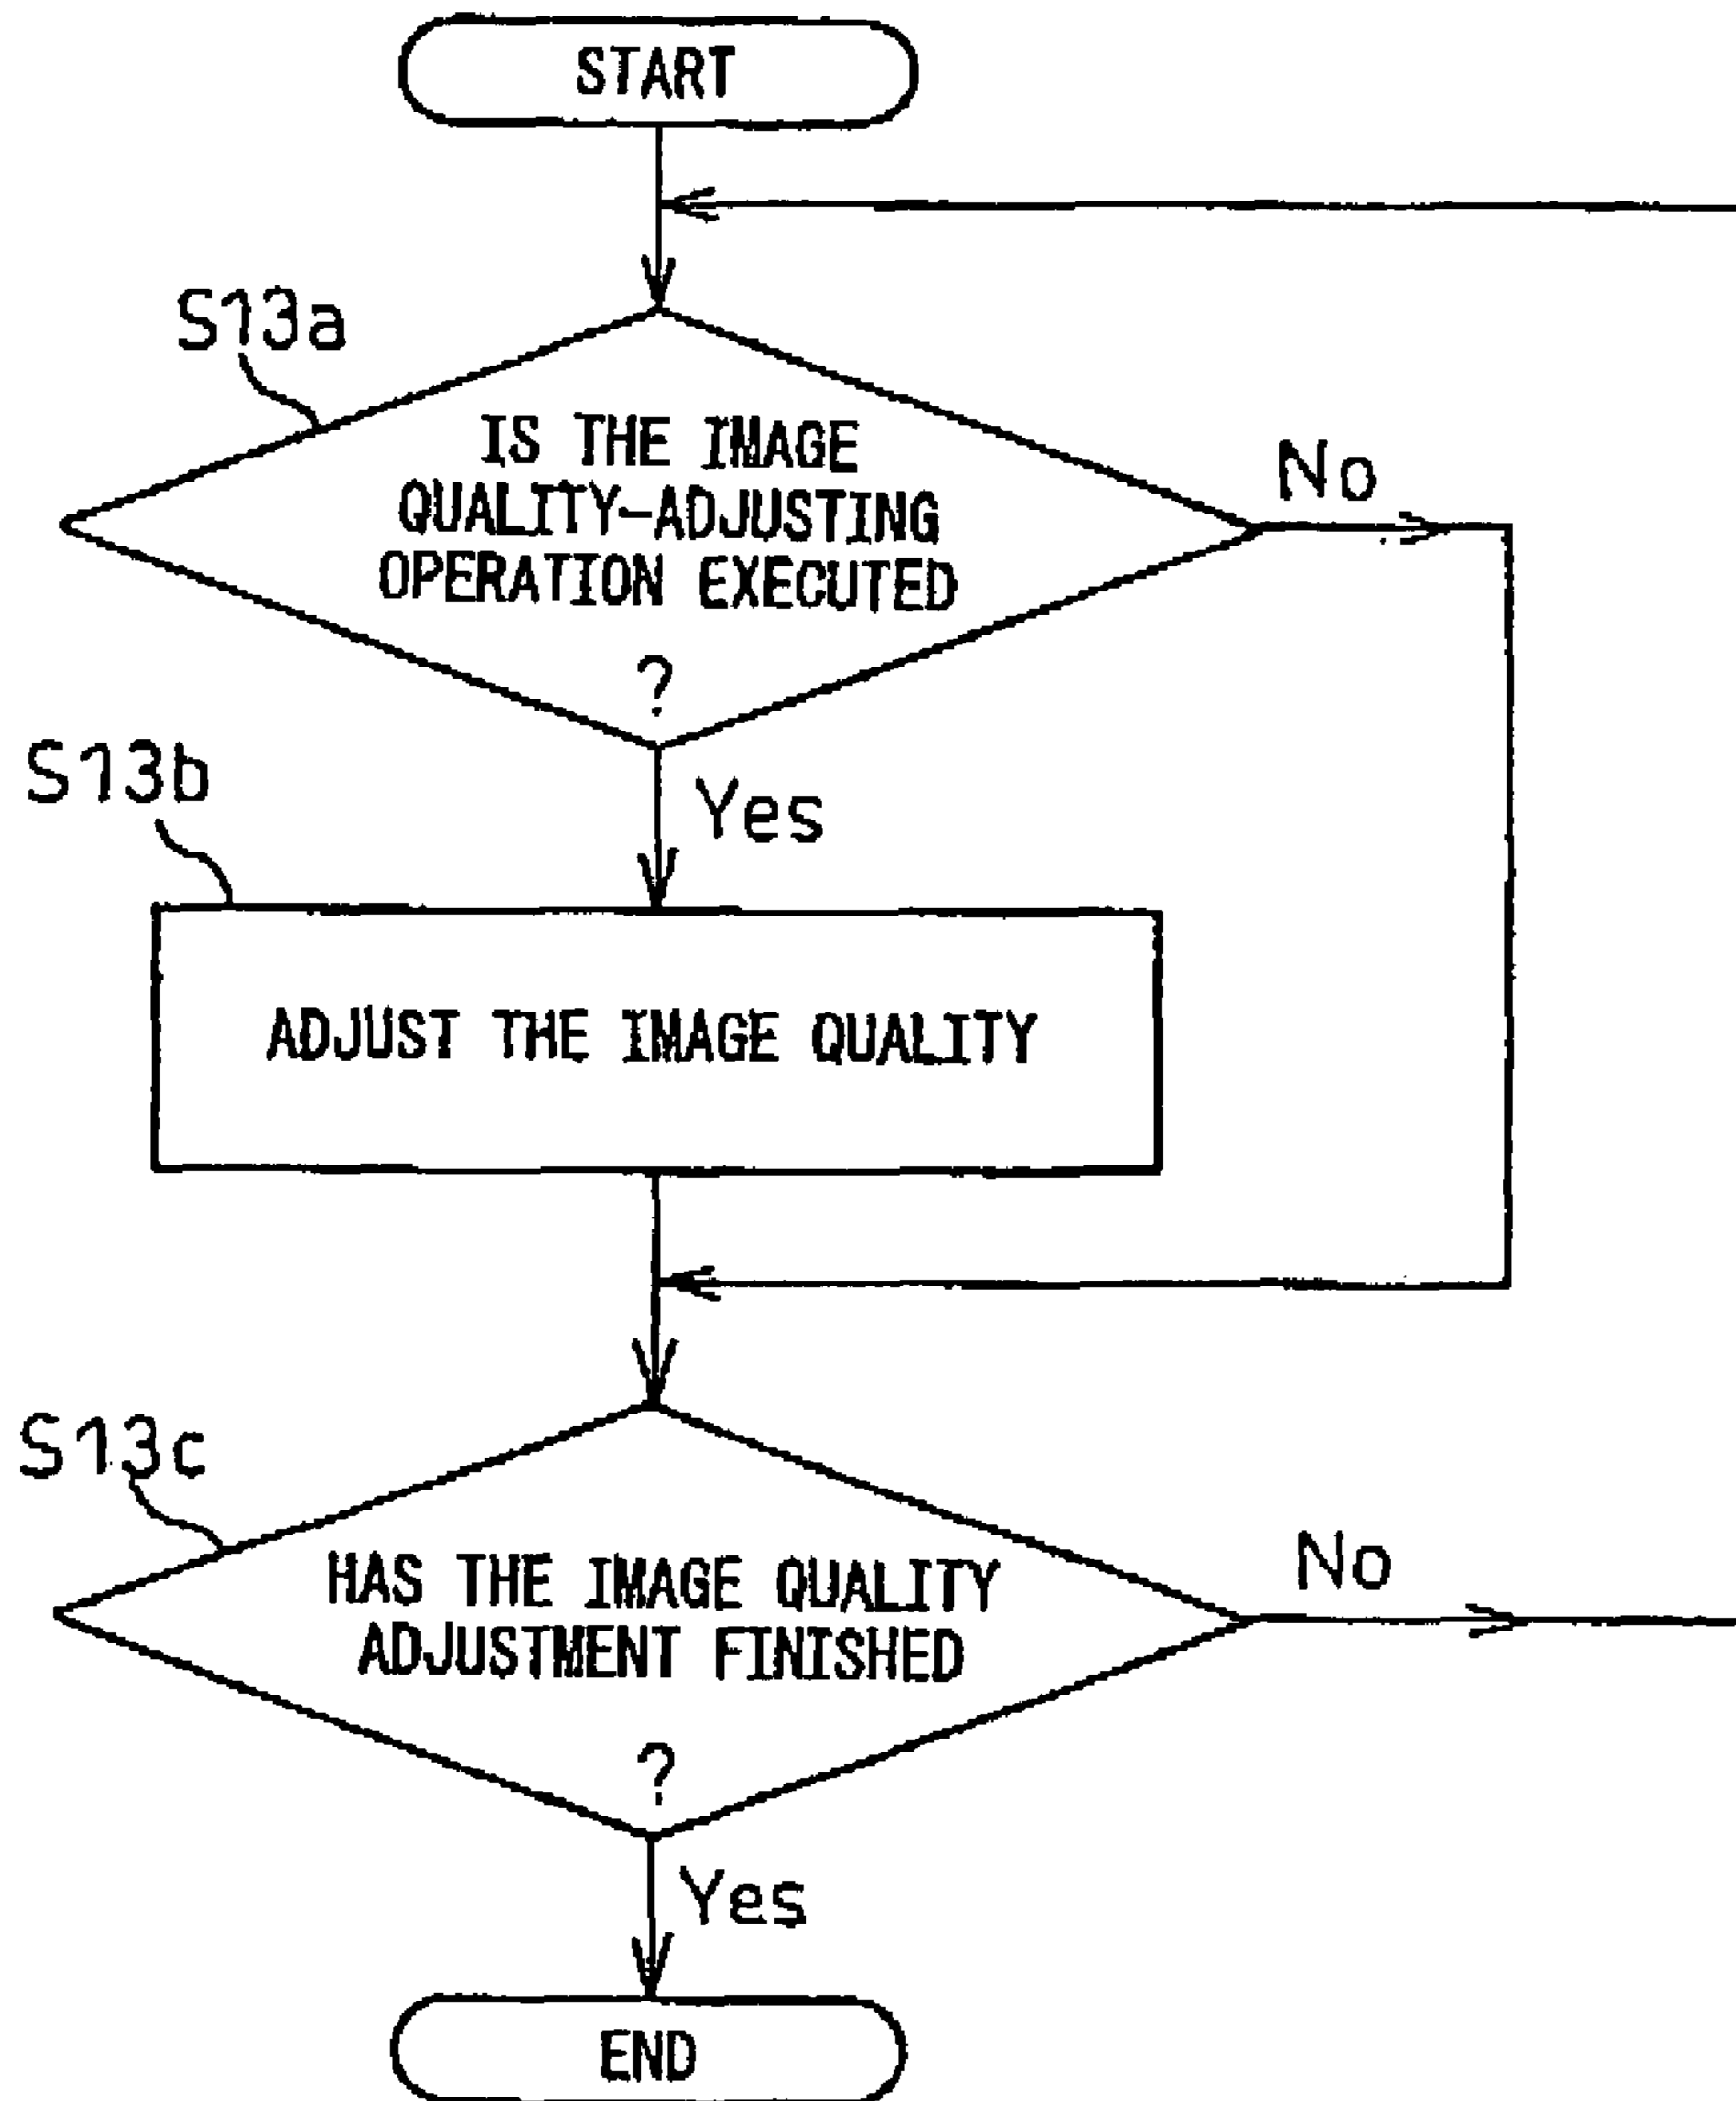 START
S13a
IS THE IMAGE
QUALITY-ADJUSTING
OPERATION EXECUTED
?
No
Yes
S13b
ADJUST THE IMAGE QUALITY
S13c
HAS THE IMAGE QUALITY
ADJUSTMENT FINISHED
?
No
Yes
END